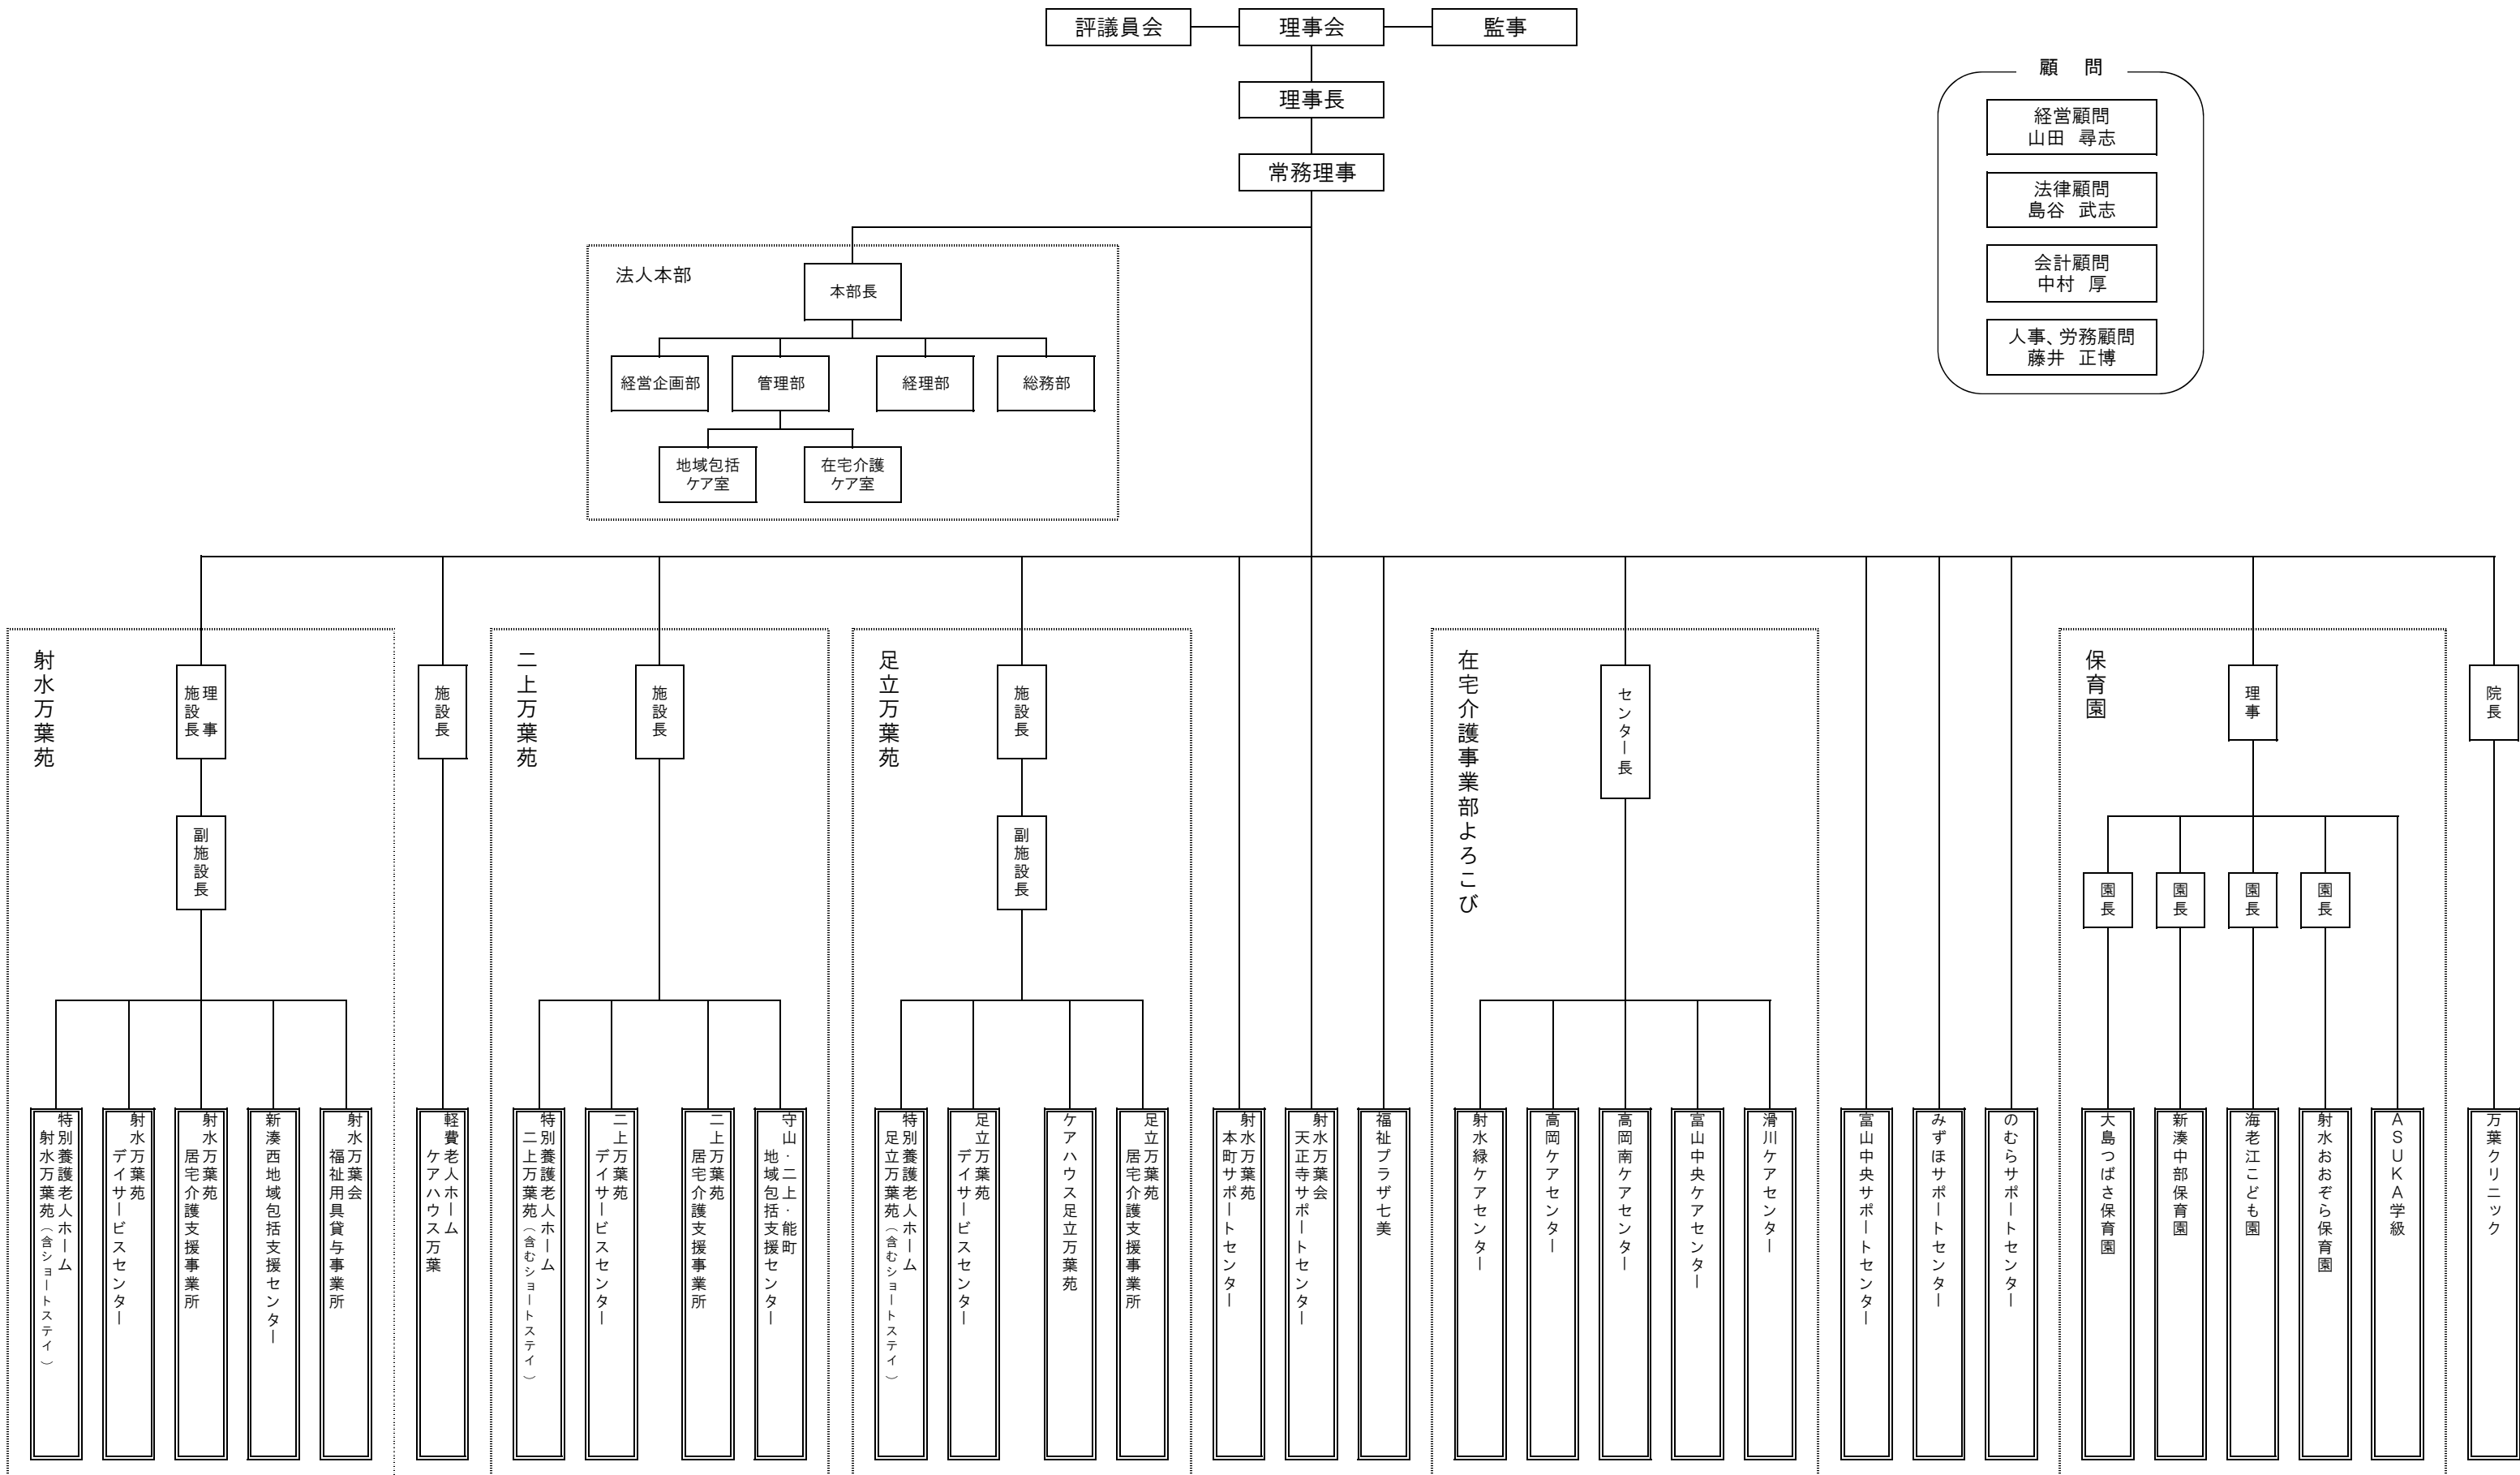 評議員会
理事会
監事
理事長
常務理事
顧　問
経営顧問
山田　尋志
法律顧問
島谷　武志
会計顧問
中村　厚
人事、労務顧問
藤井　正博
法人本部
本部長
経営企画部
管理部
経理部
総務部
地域包括
ケア室
在宅介護
ケア室
射水万葉苑
理　事
施設長
副施設長
特別養護老人ホーム
射水万葉苑（含ショートステイ）
射水万葉苑
デイサービスセンター
射水万葉苑
居宅介護支援事業所
新湊西地域包括支援センター
射水万葉会
福祉用具貸与事業所
施設長
軽費老人ホーム
ケアハウス万葉
二上万葉苑
施設長
特別養護老人ホーム
二上万葉苑（含むショートステイ）
二上万葉苑
デイサービスセンター
二上万葉苑
居宅介護支援事業所
守山・二上・能町
地域包括支援センター
足立万葉苑
施設長
副施設長
特別養護老人ホーム
足立万葉苑（含むショートステイ）
足立万葉苑
デイサービスセンター
ケアハウス足立万葉苑
足立万葉苑
居宅介護支援事業所
射水万葉苑
本町サポートセンター
射水万葉会
天正寺サポートセンター
福祉プラザ七美
在宅介護事業部よろこび
センター長
射水緑ケアセンター
高岡ケアセンター
高岡南ケアセンター
富山中央ケアセンター
滑川ケアセンター
富山中央サポートセンター
みずほサポートセンター
のむらサポートセンター
保育園
理事
園長
園長
園長
園長
大島つばさ保育園
新湊中部保育園
海老江こども園
射水おおぞら保育園
ＡＳＵＫＡ学級
院長
万葉クリニック